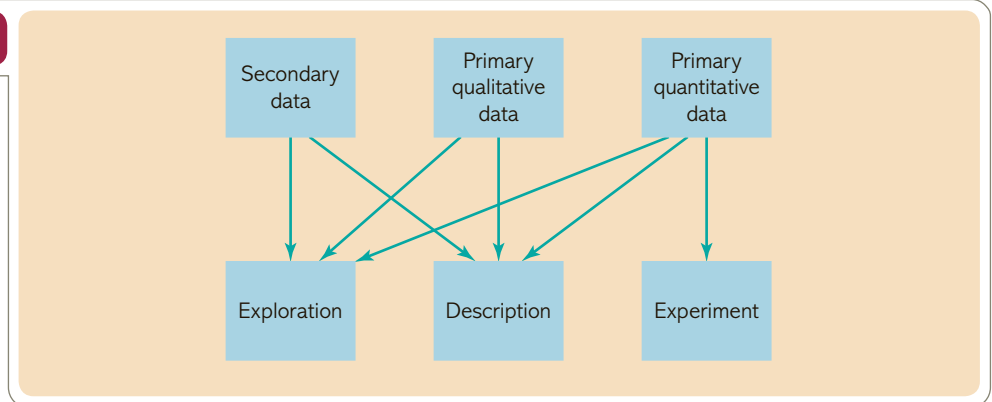 Secondary
data
Primary
qualitative
data
Primary
quantitative
data
Exploration
Description
Experiment